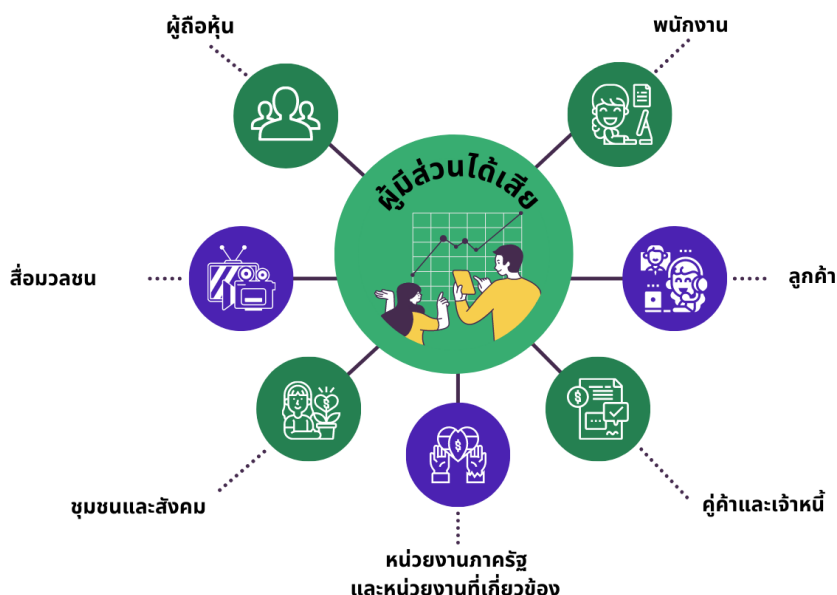 ผู้ถือหุ้น
พนักงาน
ผู้มีส่วนได้เสีย
สื่อมวลชน
ลูกค้า
ชุมชนและสังคม
คู่ค้าและเจ้าหนี้
หน่วยงานภาครัฐ
และหน่วยงานที่เกี่ยวข้อง